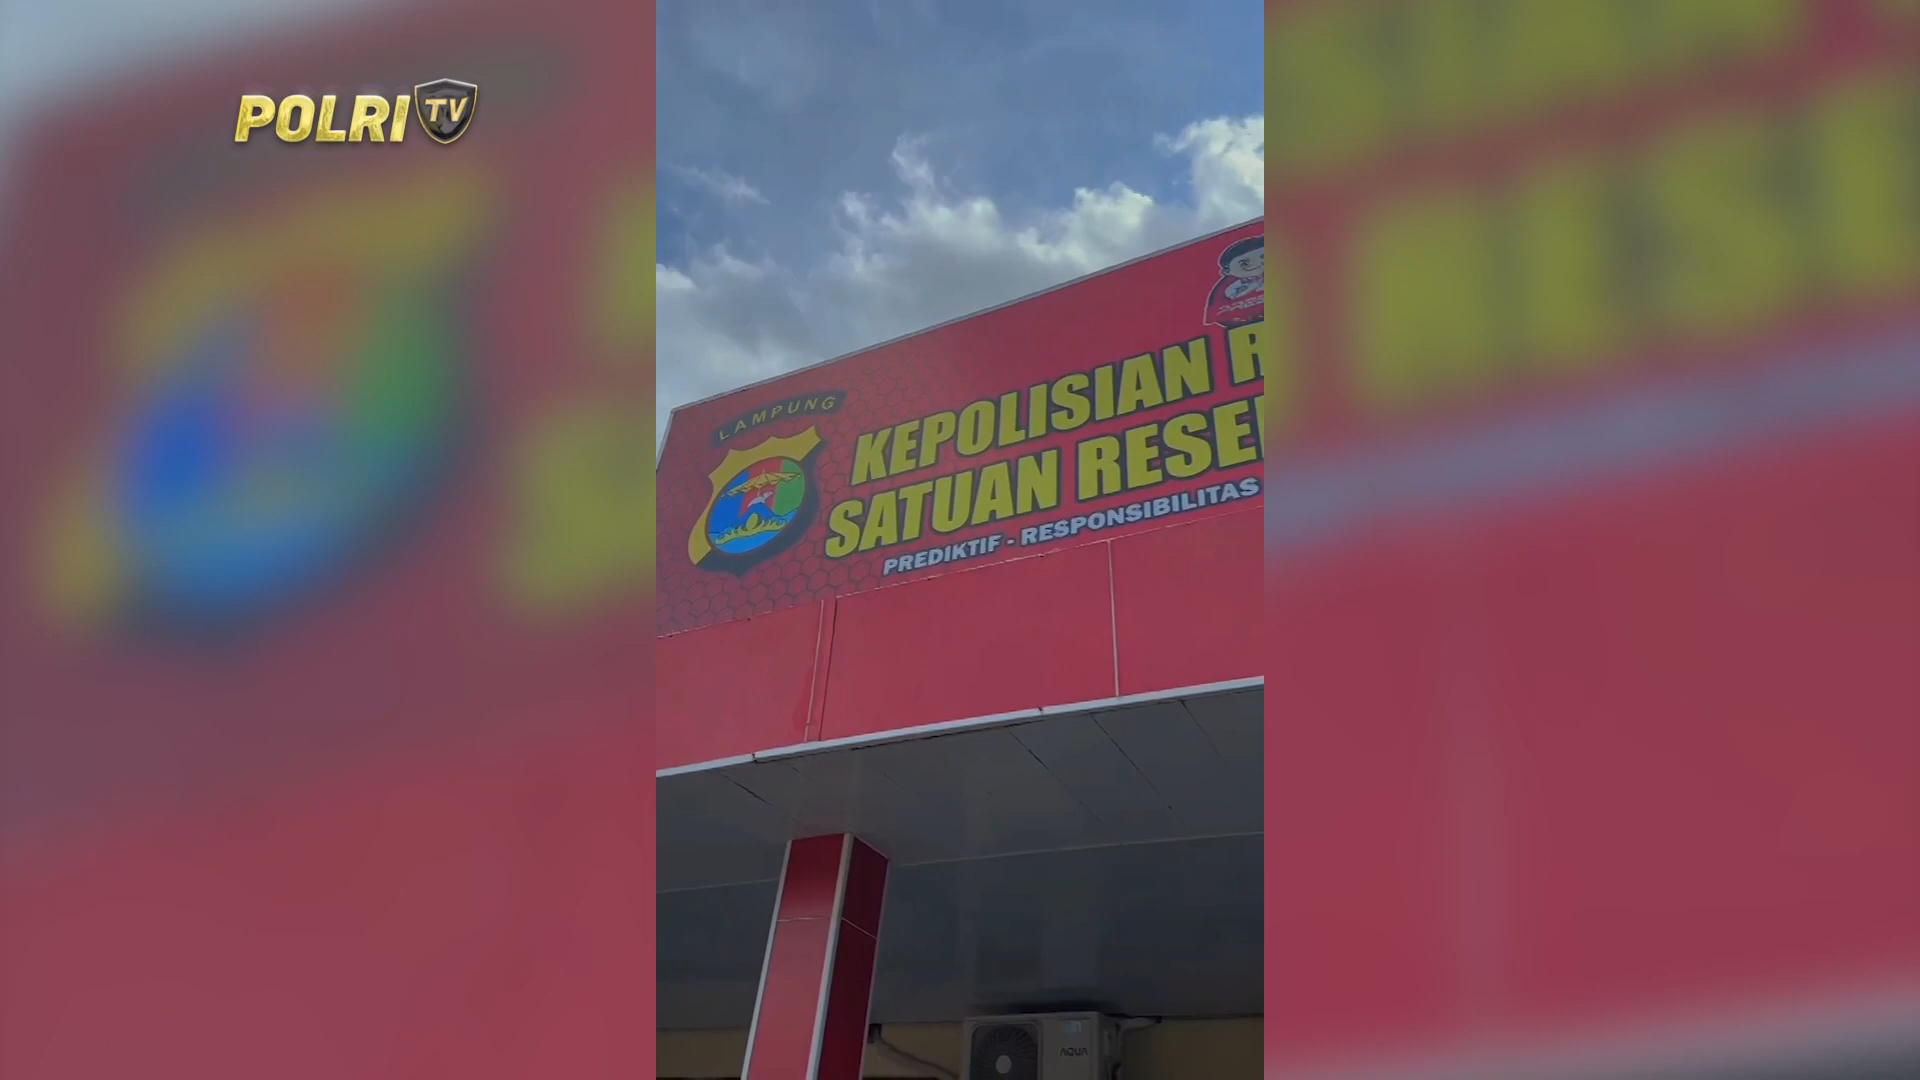 POLRI TV
LAMPUNG
KEPOLISIAN R
SATUAN RESE
PREDIKTIF - RESPONSIBILITAS
AQUA